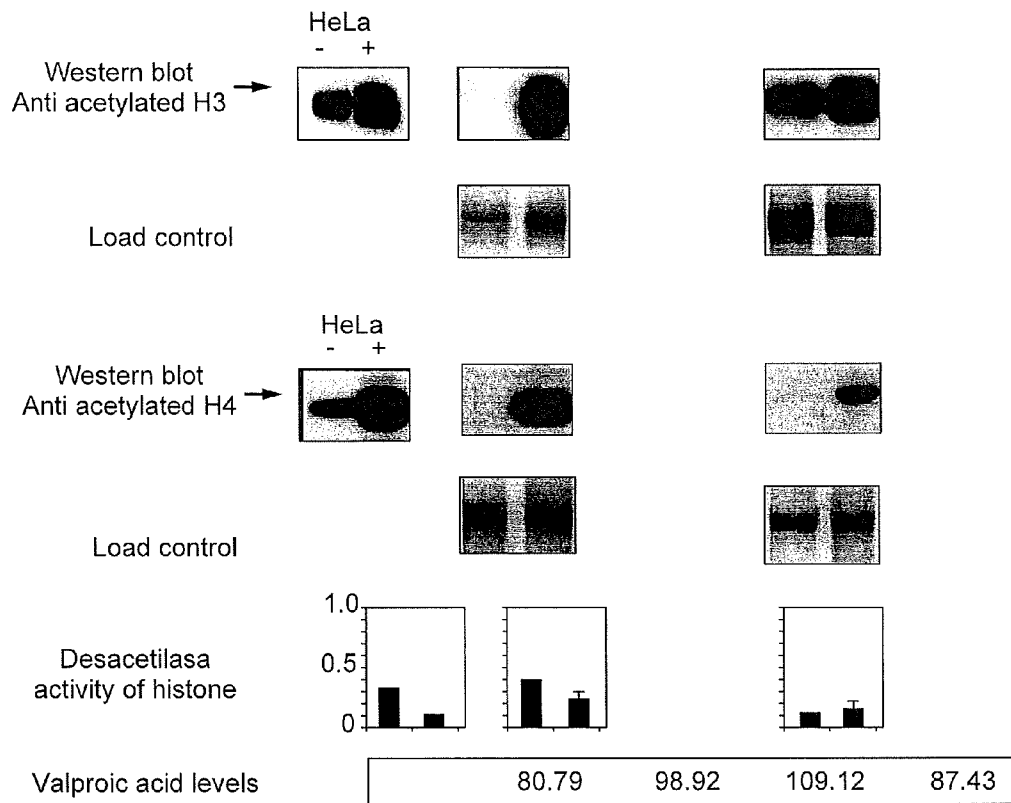 HeLa
- +
Western blot
Anti acetylated H3
Load control
HeLa
- +
Western blot
Anti acetylated H4
Load control
1.0
0.5
0
Desacetilasa
activity of histone
Valproic acid levels 80.79 98.92 109.12 87.43